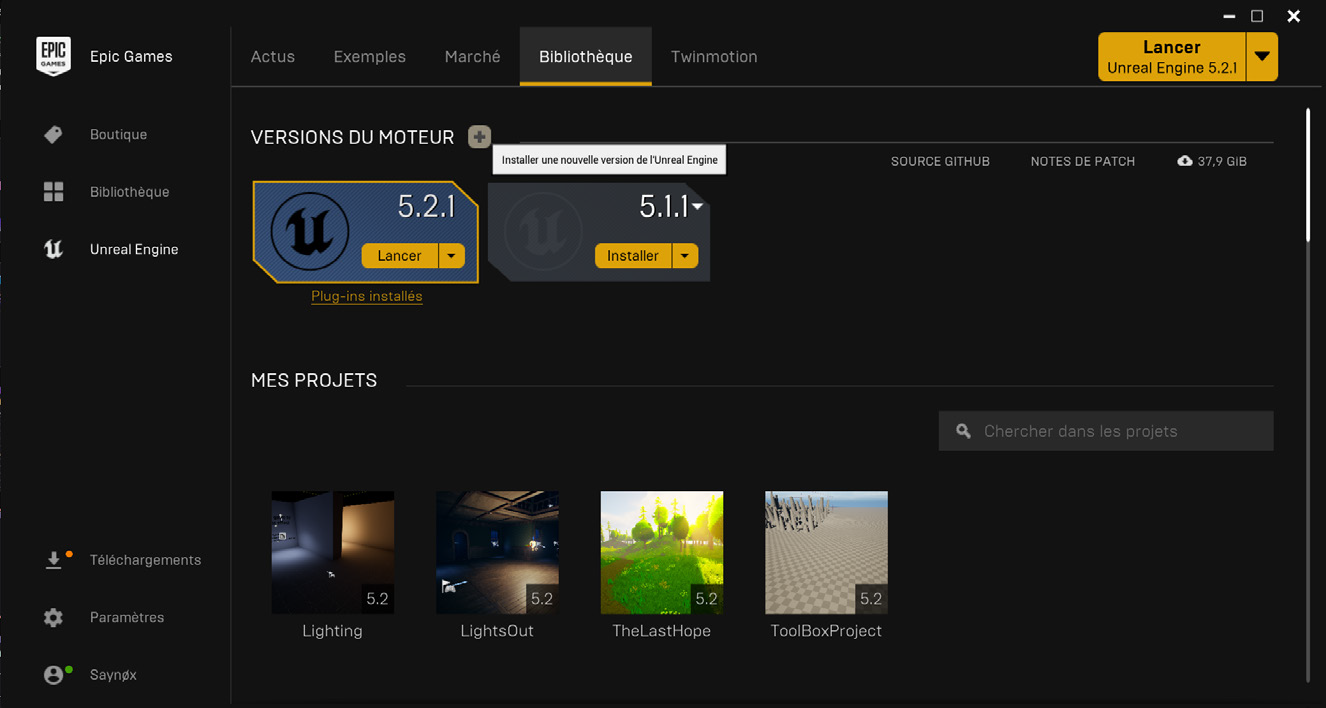 EPIC
GAMES
Epic Games
Actus
Exemples
Marché
Bibliothèque
Twinmotion
Lancer
Unreal Engine 5.2.1
Boutique
Bibliothèque
Unreal Engine
VERSIONS DU MOTEUR
Installer une nouvelle version de l'Unreal Engine
SOURCE GITHUB
NOTES DE PATCH
37,9 GiB
5.2.1
Lancer
Plug-ins installés
5.1.1
Installer
MES PROJETS
Chercher dans les projets
5.2
Lighting
5.2
LightsOut
5.2
TheLastHope
5.2
ToolBoxProject
Téléchargements
Paramètres
Saynøx